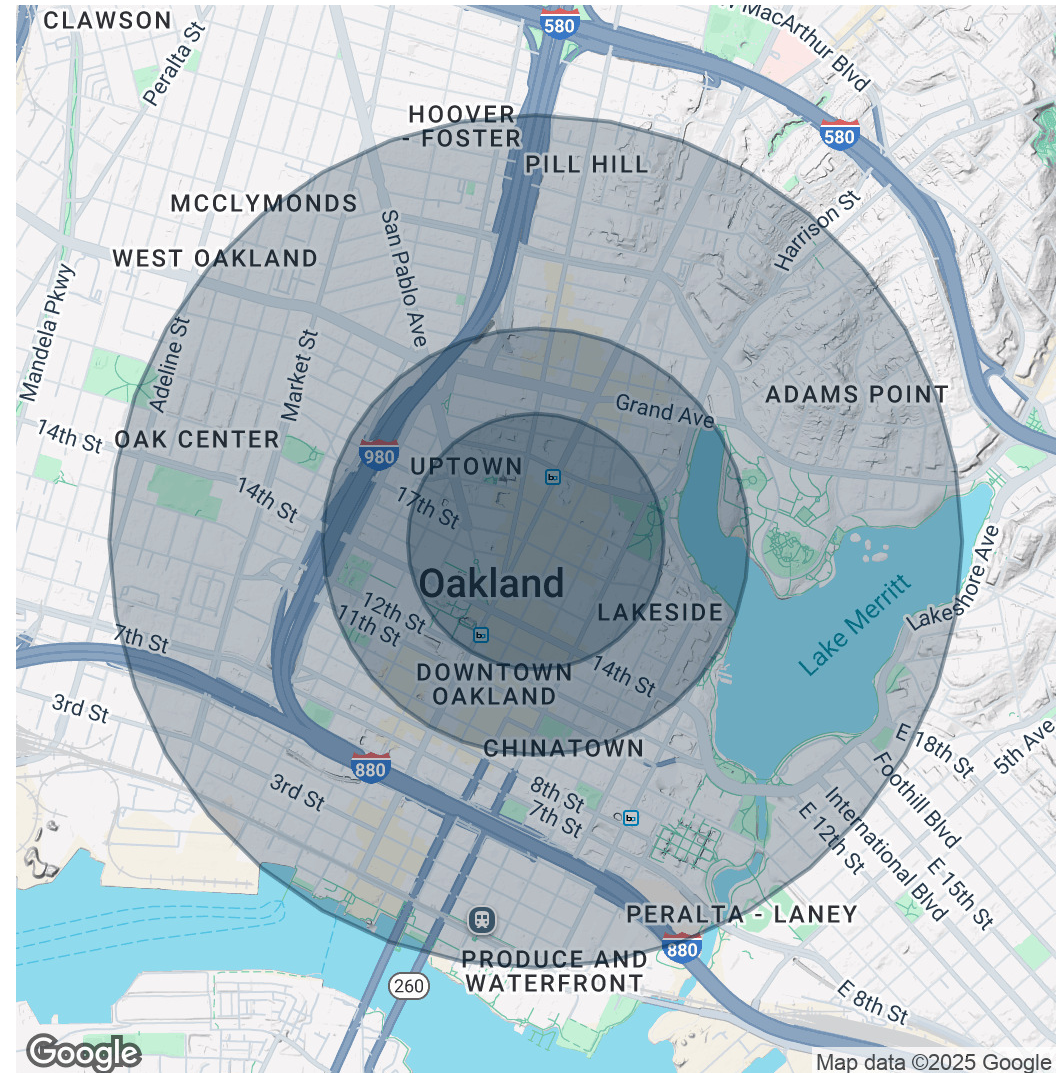 CLAWSON
Peralta St
580
MacArthur Blvd
580
HOOVER
- FOSTER
PILL HILL
MCCLYMONDS
San Pablo Ave
Harrison St
WEST OAKLAND
Mandela Pkwy
Adeline St
Market St
Grand Ave
ADAMS POINT
14th St
OAK CENTER
980
UPTOWN
ba
14th St
17th St
Oakland
12th St
11th St
ba
LAKESIDE
Lake Merritt
Lakeshore Ave
7th St
14th St
DOWNTOWN
OAKLAND
3rd St
E 18th St
5th Ave
CHINATOWN
880
3rd St
8th St
7th St
ba
Foothill Blvd
International Blvd
E 12th St
E 15th St
PERALTA - LANEY
880
PRODUCE AND
WATERFRONT
260
E 8th St
Google
Map data ©2025 Google